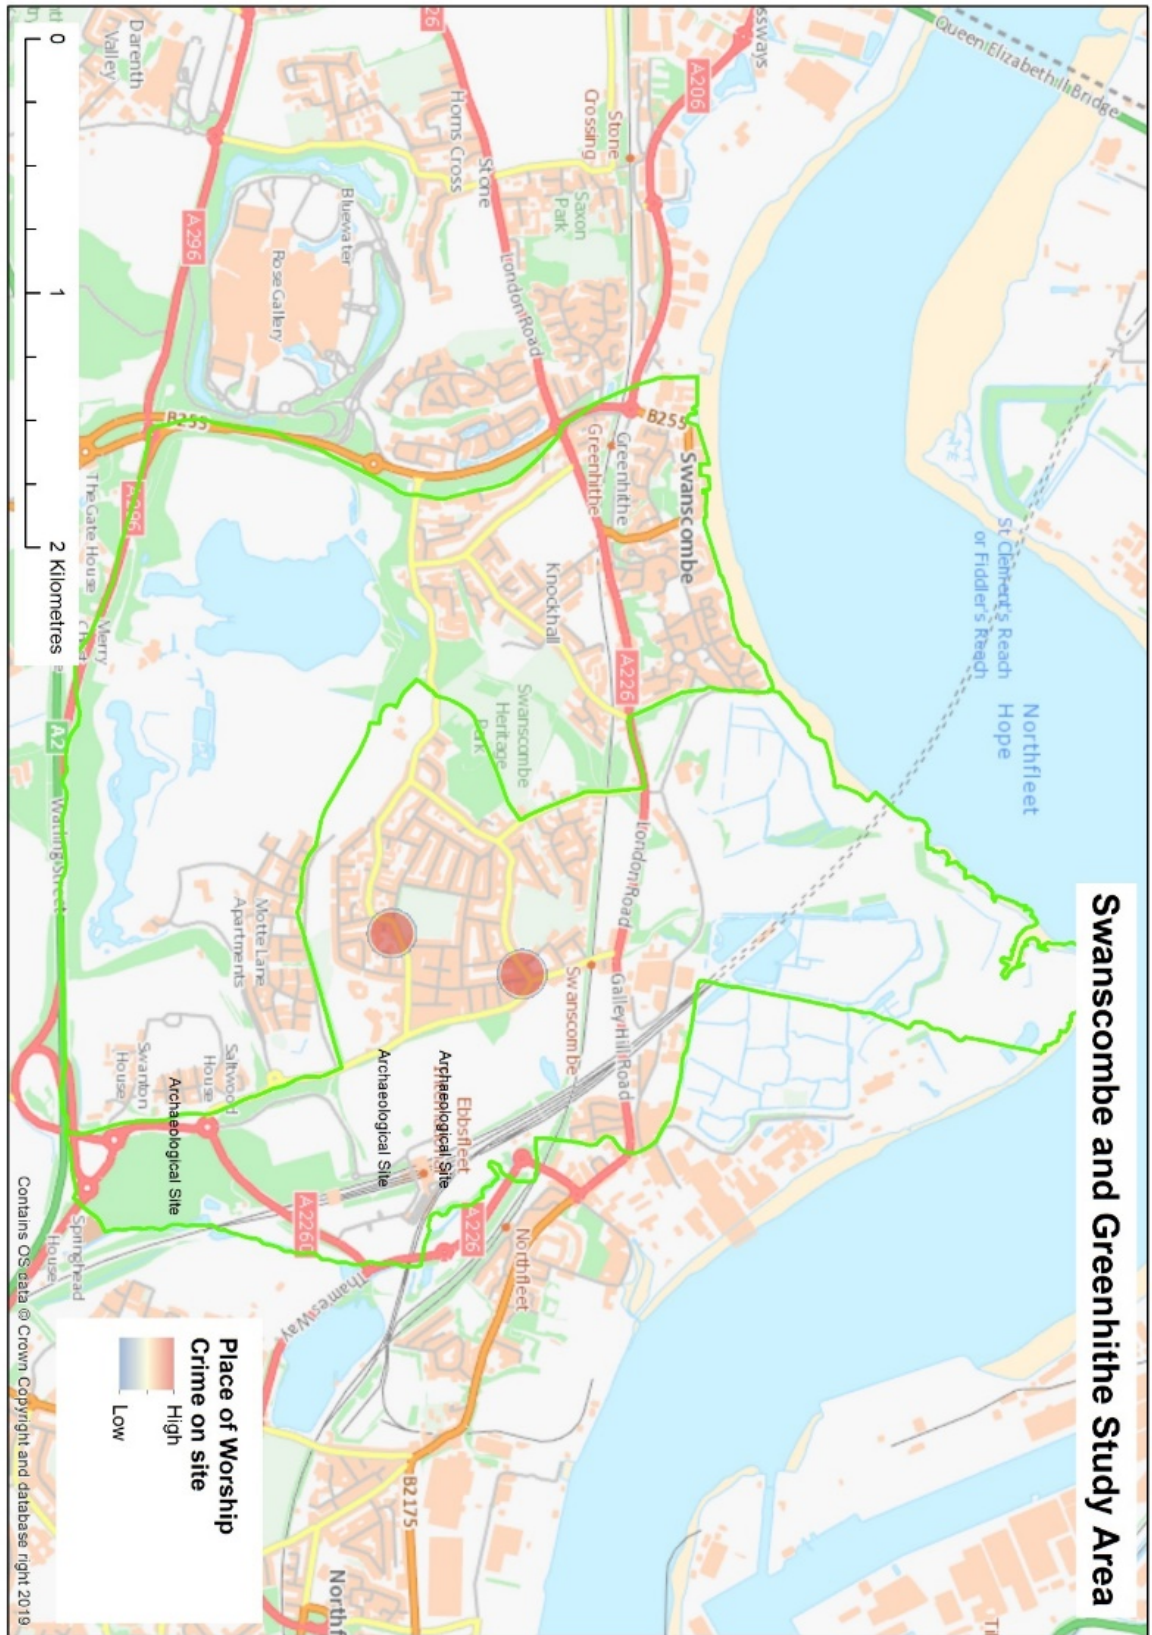 Swanscombe and Greenhithe Study Area
Queen Elizabeth II Bridge
ssways
A206
Stone
Crossing
26
Darenth
Valley
Horns Cross
Stone
Saxon
Park
London Road
Bluewater
Rose Gallery
A296
B255
B255
Greenhithe
Greenhithe
Swanscombe
St Clement's Reach
or Fiddler's Reach
Northfleet
Hope
Knockhall
A226
Swanscombe
Heritage
Park
A296
The Gate House
Merry
A2
Watling Street
London Road
Galley Hill Road
Swanscombe
Motte Lane
Apartments
Saltwood
House
Swanton
House
Archaeological Site
Archaeological Site
Archaeological Site
Ebbsfleet
A226
Northfleet
A2260
Thames Way
Springhead
House
B2175
Northf
Ti
0
1
2 Kilometres
Place of Worship
Crime on site
High
Low
Contains OS data © Crown Copyright and database right 2019